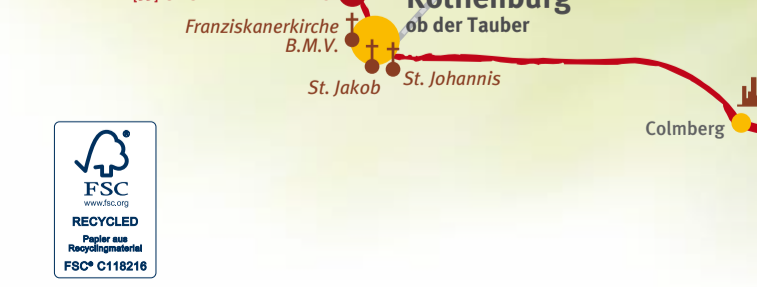 Rothenburg
ob der Tauber
Franziskanerkirche
B.M.V.
St. Jakob
St. Johannis
Colmberg
FSC
www.fsc.org
RECYCLED
Papier aus
Recyclingmaterial
FSC® C118216